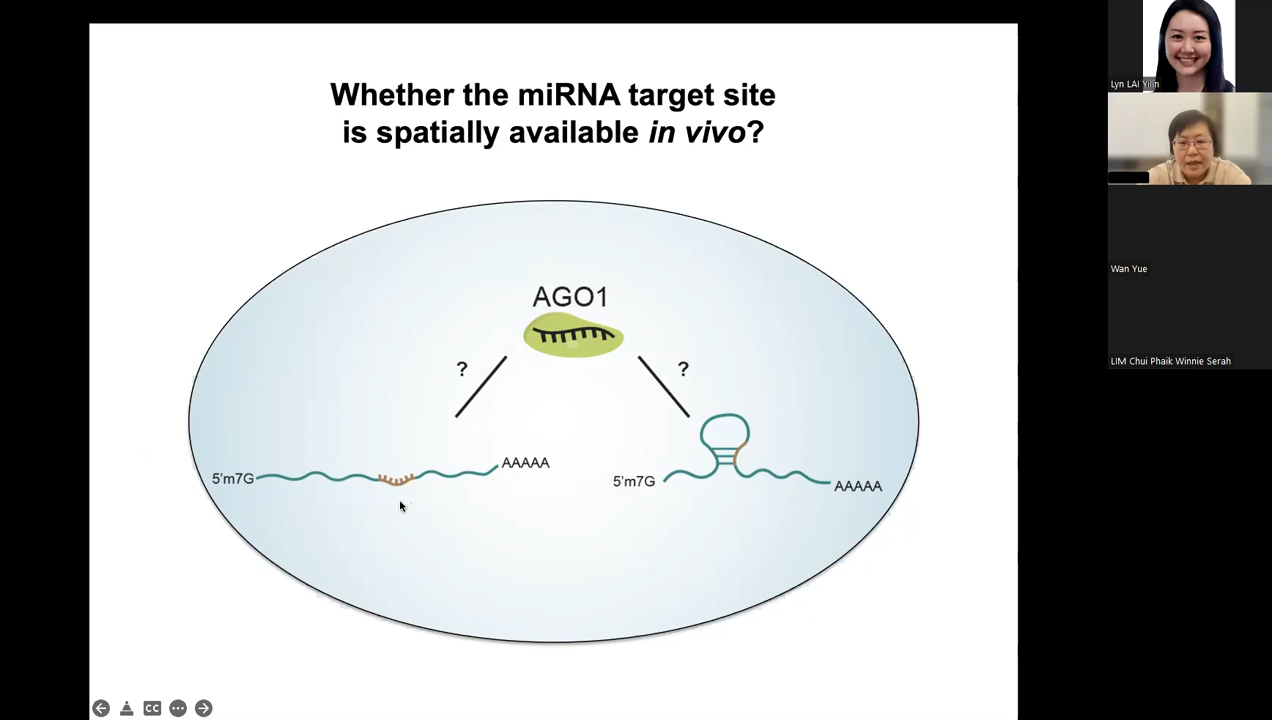 Whether the miRNA target site
is spatially available in vivo?
AGO1
?
?
5'm7G
AAAAA
5'm7G
AAAAA
CC
Lyn LAI Yilin
Wan Yue
LIM Chui Phaik Winnie Serah